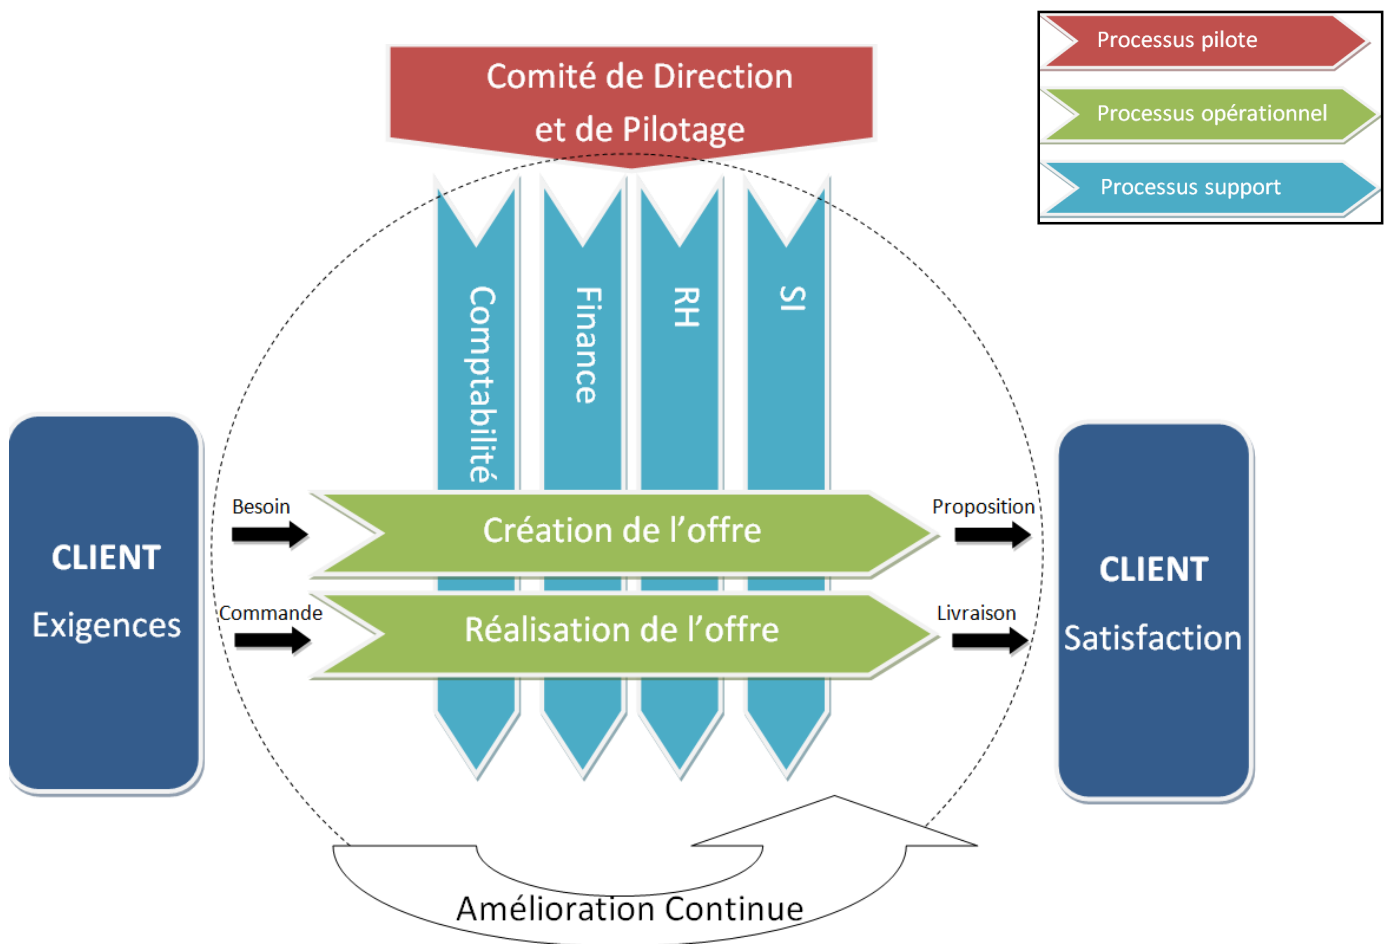 Comité de Direction
et de Pilotage
Processus pilote
Processus opérationnel
Processus support
Comptabilité
Finance
RH
SI
CLIENT
Exigences
Besoin
Création de l'offre
Proposition
Commande
Réalisation de l'offre
Livraison
CLIENT
Satisfaction
Amélioration Continue